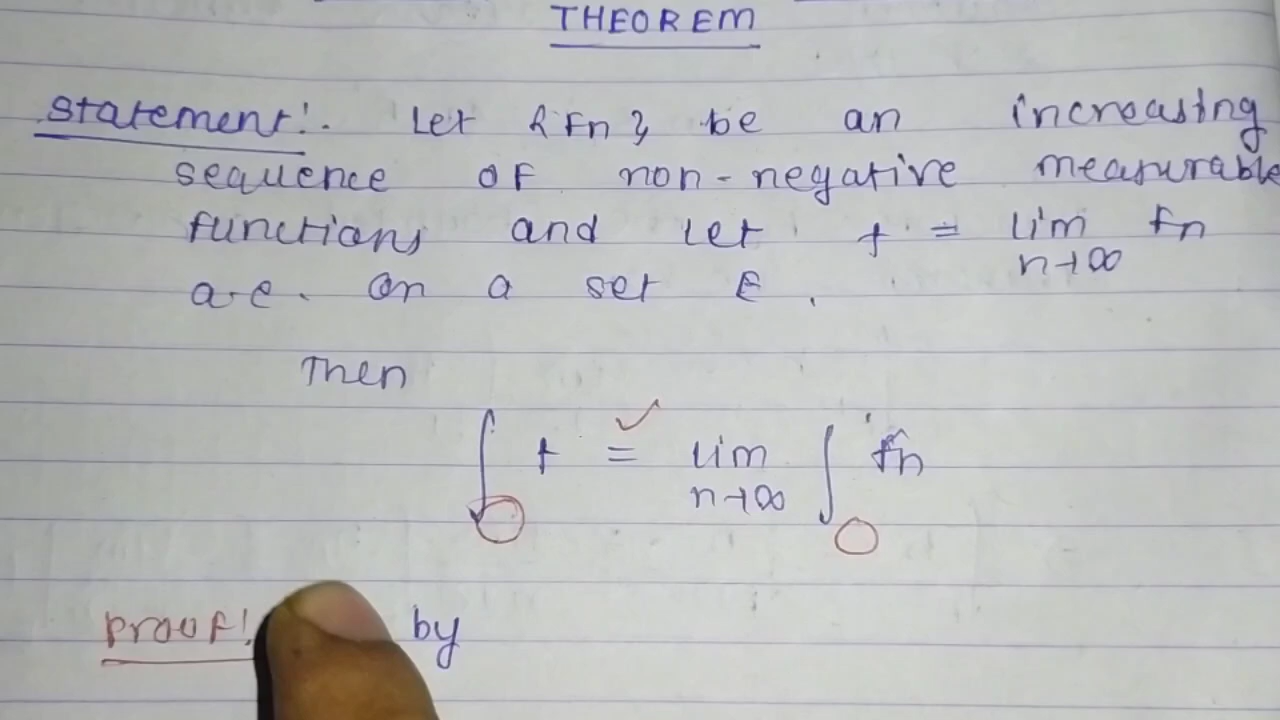 THEOREM
Statement:- Let {Fn} be an increasing
sequence of non-negative measurable
functions and let f = lim fn
n→∞
a.e. on a set E.
Then
∫ f = lim ∫ fn
n→∞
Proof! by